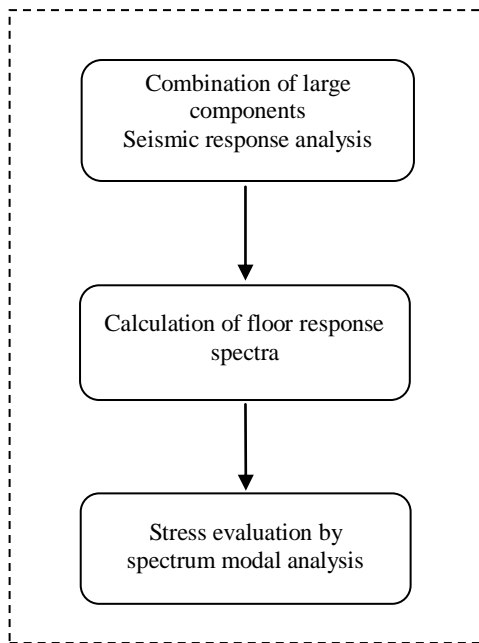 Combination of large
components
Seismic response analysis
Calculation of floor response
spectra
Stress evaluation by
spectrum modal analysis